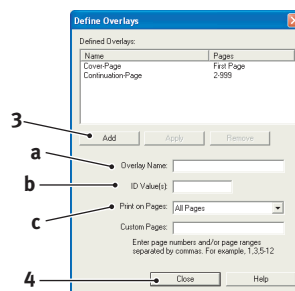 Define Overlays
Defined Overlays:
Name Pages
Cover-Page First Page
Continuation-Page 2-999
3
Add Apply Remove
a Overlay Name:
b ID Value(s):
c Print on Pages: All Pages
Custom Pages:
Enter page numbers and/or page ranges
separated by commas. For example, 1,3,5-12
4 Close Help